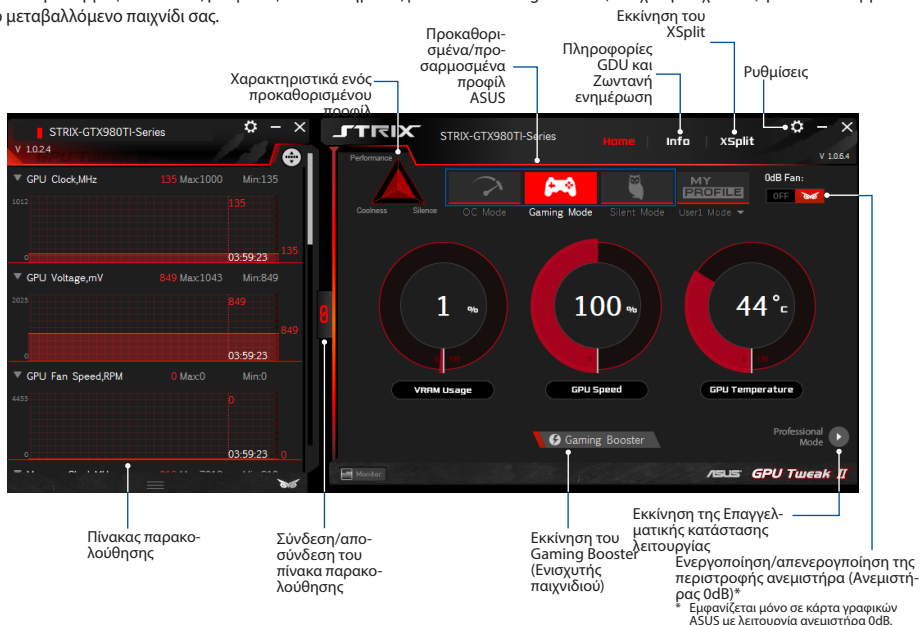 ο μεταβαλλόμενο παιχνίδι σας.
Εκκίνηση του
XSplit
Προκαθορι-
σμένα/προ-
σαρμοσμένα
προφίλ
ASUS
Πληροφορίες
GDU και
Ζωντανή
ενημέρωση
Ρυθμίσεις
Χαρακτηριστικά ενός
προκαθορισμένου
προφίλ
STRIX-GTX980TI-Series
V 1.0.2.4
GPU Clock,MHz 135 Max:1000 Min:135
1012
135
135
0
03:59:23
GPU Voltage,mV 849 Max:1043 Min:849
2025
849
849
0
03:59:23
GPU Fan Speed,RPM 0 Max:0 Min:0
4455
0
0
03:59:23 0
0
STRIX
STRIX-GTX980TI-Series
Home Info XSplit
V 1.0.6.4
Performance
Coolness Silence
OC Mode
Gaming Mode
Silent Mode
MY
PROFILE
User1 Mode
0dB Fan:
OFF
1 %
0 100
VRAM Usage
100 %
GPU Speed
44°c
GPU Temperature
Gaming Booster
Professional
Mode
Monitor
ASUS GPU Tweak II
Πίνακας παρακο-
λούθησης
Σύνδεση/απο-
σύνδεση του
πίνακα παρακο-
λούθησης
Εκκίνηση του
Gaming Booster
(Ενισχυτής
παιχνιδιού)
Εκκίνηση της Επαγγελ-
ματικής κατάστασης
λειτουργίας
Ενεργοποίηση/απενεροπγοίηση της
περιστροφής ανεμιστήρα (Ανεμιστή-
ρας 0dB)*
* Εμφανίζεται μόνο σε κάρτα γραφικών
ASUS με λειτουργία ανεμιστήρα 0dB.